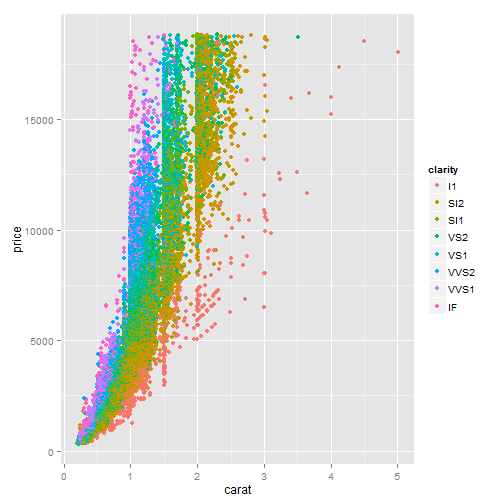 15000
10000
5000
0
price
0 1 2 3 4 5
carat
clarity
I1
SI2
SI1
VS2
VS1
VVS2
VVS1
IF